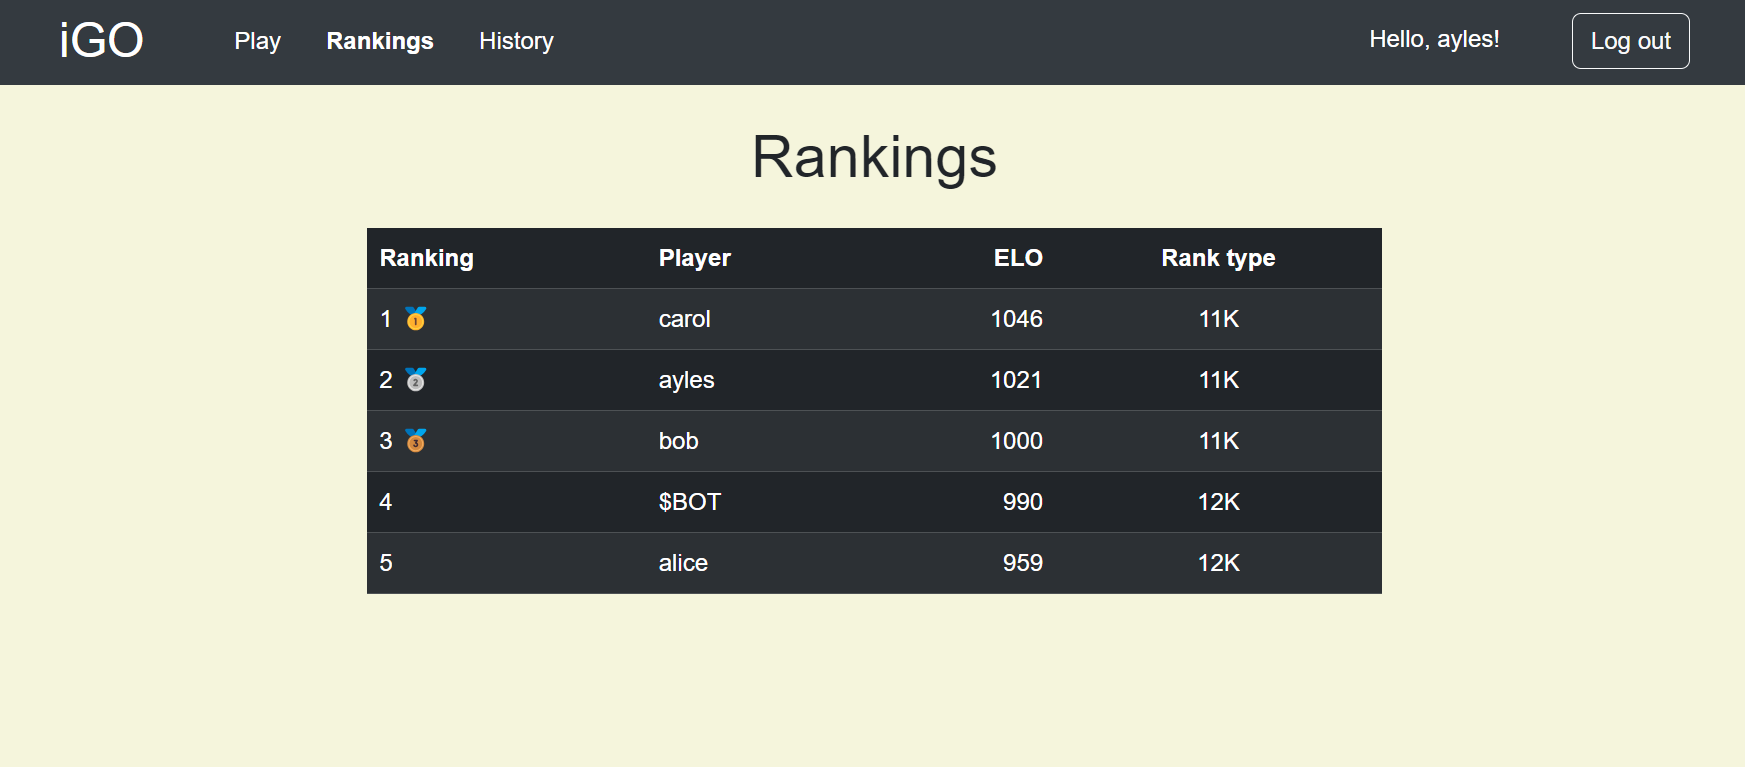 iGO Play Rankings History Hello, ayles! Log out
Rankings
Ranking Player ELO Rank type
1 🥇 carol 1046 11K
2 🥈 ayles 1021 11K
3 🥉 bob 1000 11K
4 $BOT 990 12K
5 alice 959 12K